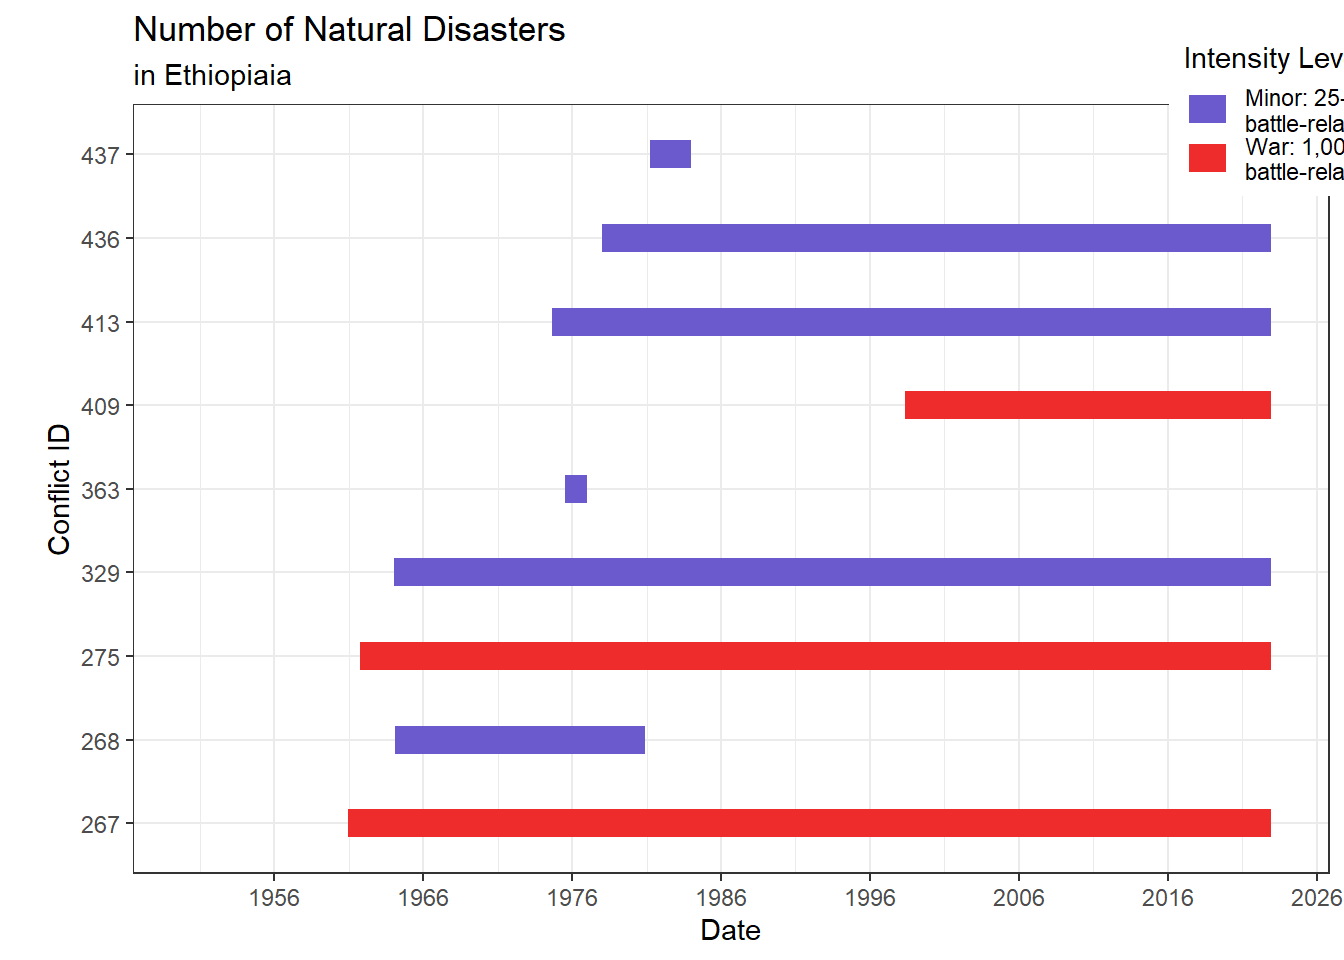 Number of Natural Disasters
in Ethiopiaia
Intensity Lev
Minor: 25-
battle-rela
War: 1,00
battle-rela
437
436
413
409
363
329
275
268
267
Conflict ID
1956 1966 1976 1986 1996 2006 2016 2026
Date